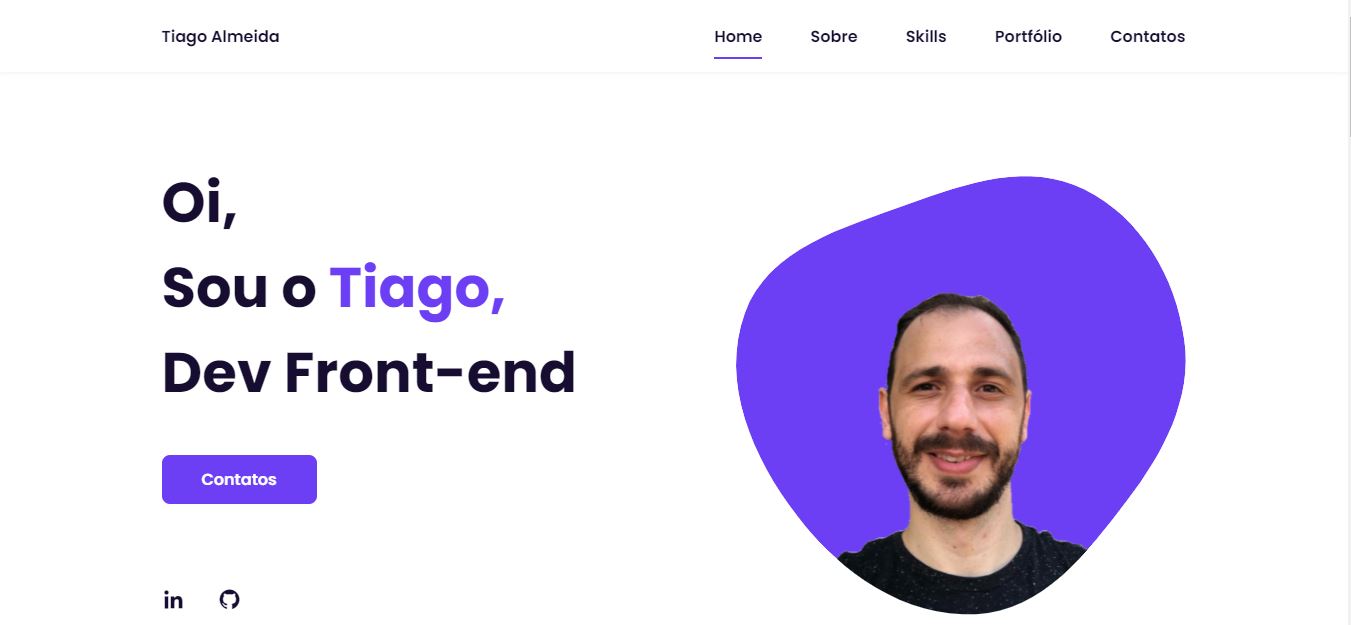 Tiago Almeida
Home Sobre Skills Portfólio Contatos
Oi,
Sou o Tiago,
Dev Front-end
Contatos
in